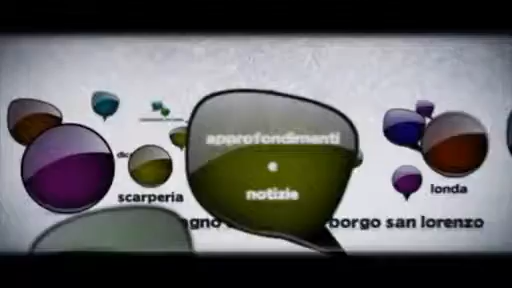 approfondimenti
e
notizie
scarperia
londa
borgo san lorenzo